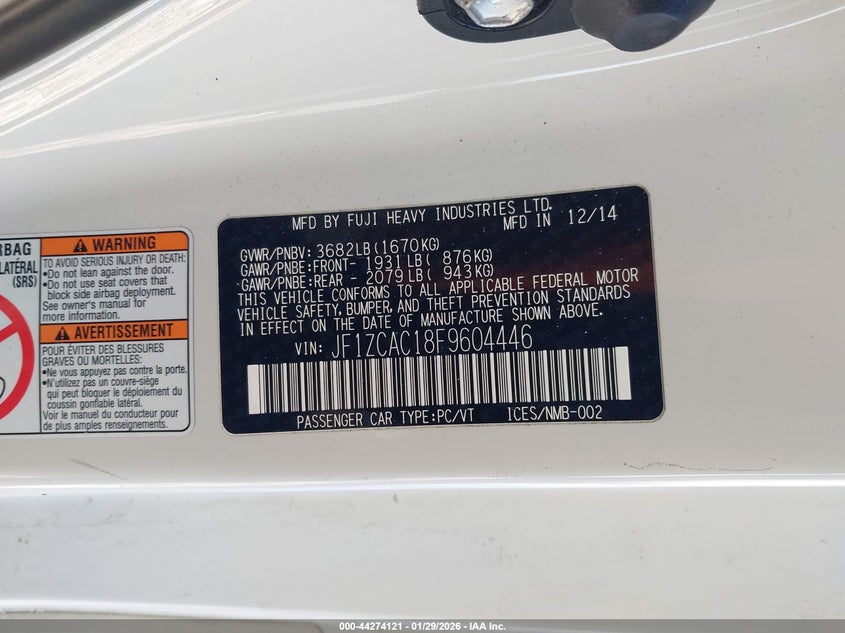 RBAG
LATÉRAL
(SRS)
⚠ WARNING
TO AVOID SERIOUS INJURY
OR DEATH:
•Do not lean against the door.
•Do not use seat covers that
block side airbag deployment.
See owner's manual for
more information.
⚠ AVERTISSEMENT
POUR ÉVITER DES BLESSURES
GRAVES OU MORTELLES:
•Ne vous appuyez pas contre la porte.
•N'utilizez pas un couvre-siège
qui peut bloquer le déploiement du
coussin gonflable latéral.
Voir le manuel du conducteur
pour de plus amples informations.
MFD BY FUJI HEAVY INDUSTRIES LTD.
MFD IN 12/14
GVWR/PNBV: 3682LB(1670KG)
GAWR/PNBE:FRONT- 1931LB( 876KG)
GAWR/PNBE:REAR - 2079LB( 943KG)
THIS VEHICLE CONFORMS TO ALL APPLICABLE FEDERAL MOTOR
VEHICLE SAFETY, BUMPER, AND THEFT PREVENTION STANDARDS
IN EFFECT ON THE DATE OF MANUFACTURE SHOWN ABOVE.
VIN: JF1ZCAC18F9604446
PASSENGER CAR TYPE:PC/VT ICES/NMB-002
000-44274121 - 01/29/2026 - IAA Inc.